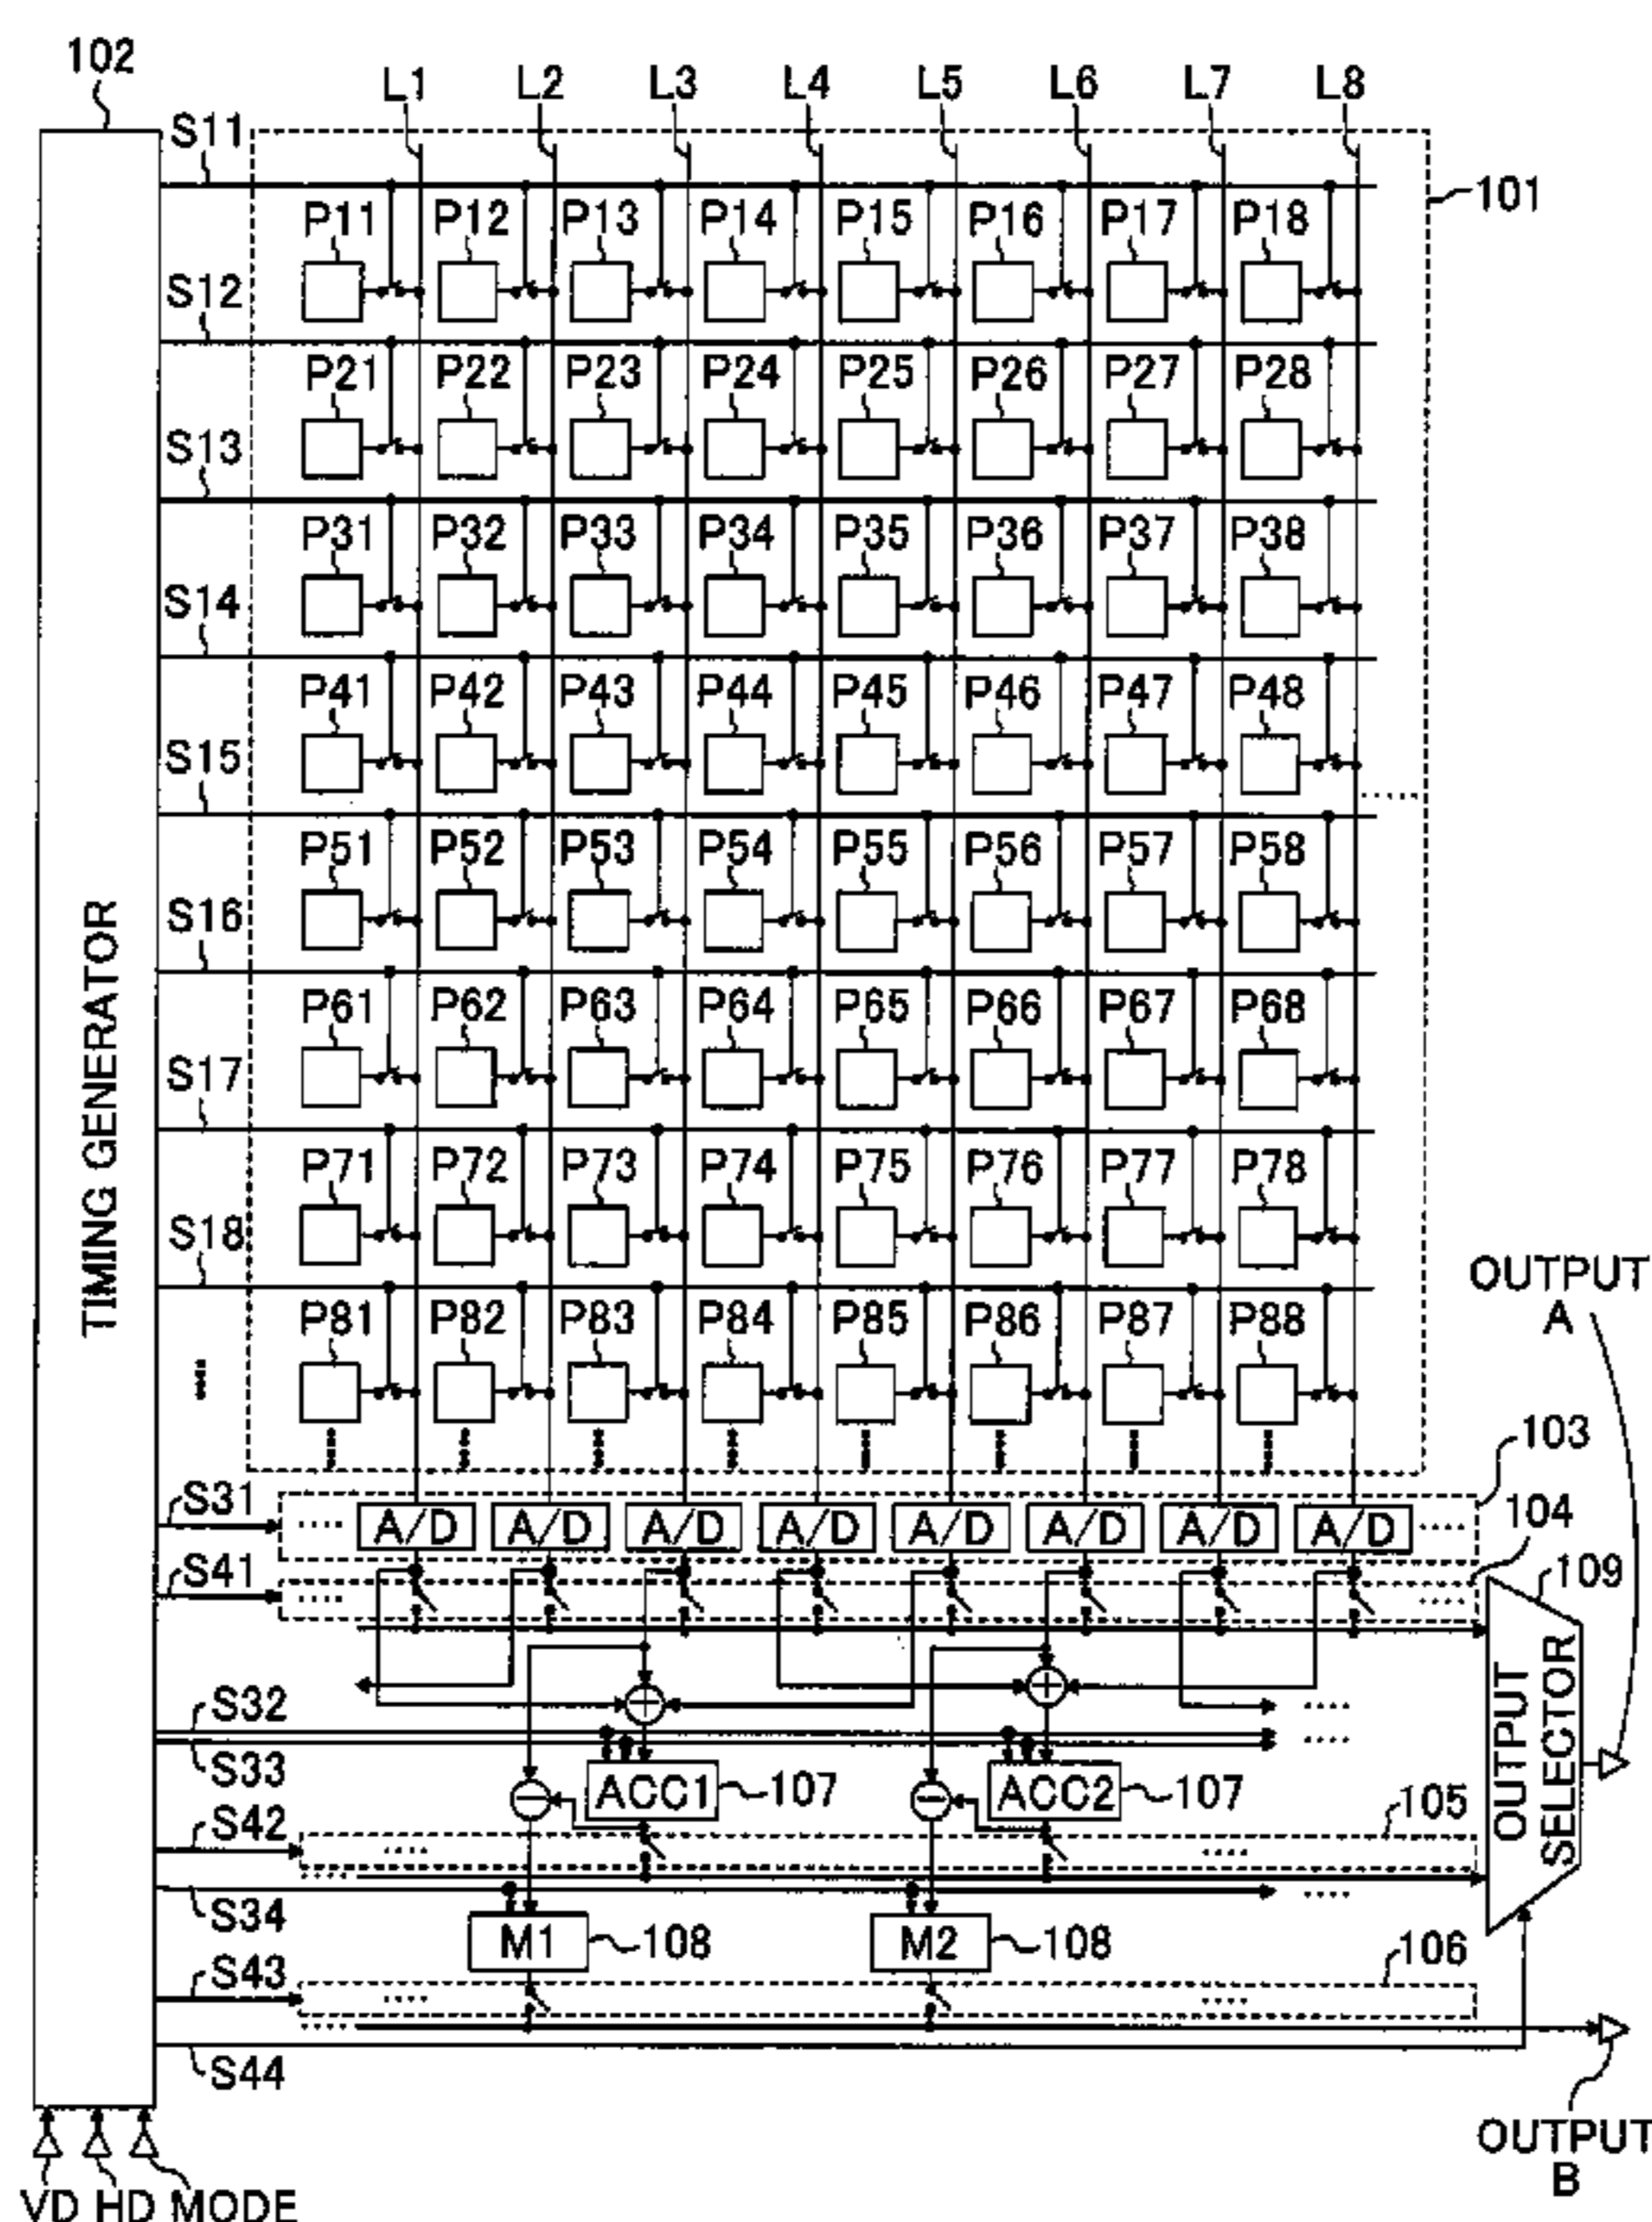 102
L1 L2 L3 L4 L5 L6 L7 L8
S11
101
P11 P12 P13 P14 P15 P16 P17 P18
S12
P21 P22 P23 P24 P25 P26 P27 P28
S13
P31 P32 P33 P34 P35 P36 P37 P38
S14
P41 P42 P43 P44 P45 P46 P47 P48
S15
P51 P52 P53 P54 P55 P56 P57 P58
S16
P61 P62 P63 P64 P65 P66 P67 P68
S17
P71 P72 P73 P74 P75 P76 P77 P78
S18
P81 P82 P83 P84 P85 P86 P87 P88
TIMING GENERATOR
OUTPUT
A
103
S31
A/D A/D A/D A/D A/D A/D A/D A/D
104
S41
109
OUTPUT
SELECTOR
+ +
S32
S33
ACC1 107 ACC2 107
− −
105
S42
S34
M1 108 M2 108
106
S43
S44
OUTPUT
B
VD HD MODE